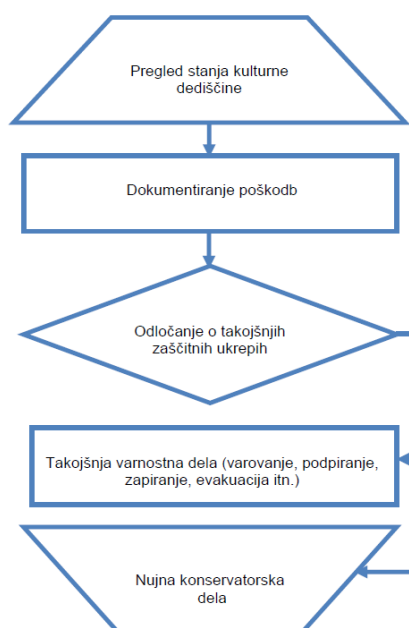 Pregled stanja kulturne
dediščine
Dokumentiranje poškodb
Odločanje o takojšnjih
zaščitnih ukrepih
Takojšnja varnostna dela (varovanje, podpiranje,
zapiranje, evakuacija itn.)
Nujna konservatorska
dela